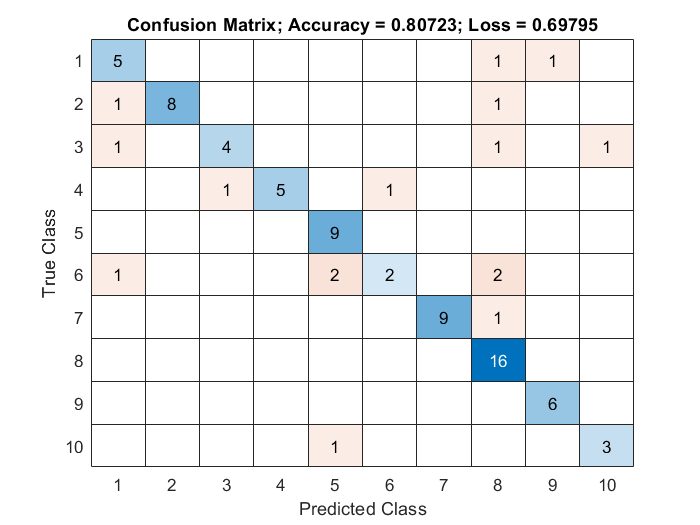 Confusion Matrix; Accuracy = 0.80723; Loss = 0.69795
1 5 1 1
2 1 8 1
3 1 4 1 1
4 1 5 1
5 9
6 1 2 2 2
7 9 1
8 16
9 6
10 1 3
True Class
1 2 3 4 5 6 7 8 9 10
Predicted Class